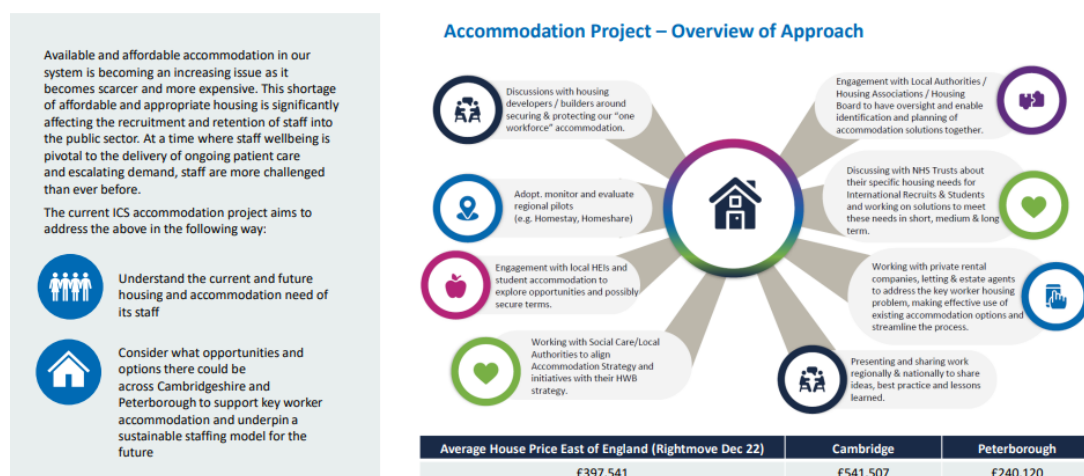 Available and affordable accommodation in our
system is becoming an increasing issue as it
becomes scarcer and more expensive. This shortage
of affordable and appropriate housing is significantly
affecting the recruitment and retention of staff into
the public sector. At a time where staff wellbeing is
pivotal to the delivery of ongoing patient care
and escalating demand, staff are more challenged
than ever before.
The current ICS accommodation project aims to
address the above in the following way:
Understand the current and future
housing and accommodation need of
its staff
Consider what opportunities and
options there could be
across Cambridgeshire and
Peterborough to support key worker
accommodation and underpin a
sustainable staffing model for the
future
Accommodation Project – Overview of Approach
Discussions with housing
developers / builders around
securing & protecting our “one
workforce” accommodation.
Adopt. monitor and evaluate
regional pilots
(e.g. Homestay, Homeshare)
Engagement with local HEIs and
student accommodation to
explore opportunities and possibly
secure terms.
Working with Social Care/Local
Authorities to align
Accommodation Strategy and
initiatives with their HWB
strategy.
Engagement with Local Authorities /
Housing Associations / Housing
Board to have oversight and enable
identification and planning of
accommodation solutions together.
Discussing with NHS Trusts about
their specific housing needs for
International Recruits & Students
and working on solutions to meet
these needs in short, medium & long
term.
Working with private rental
companies, letting & estate agents
to address the key worker housing
problem, making effective use of
existing accommodation options and
streamline the process.
Presenting and sharing work
regionally & nationally to share
ideas, best practice and lessons
learned.
Average House Price East of England (Rightmove Dec 22) Cambridge Peterborough
£397,541 £541,507 £240,120